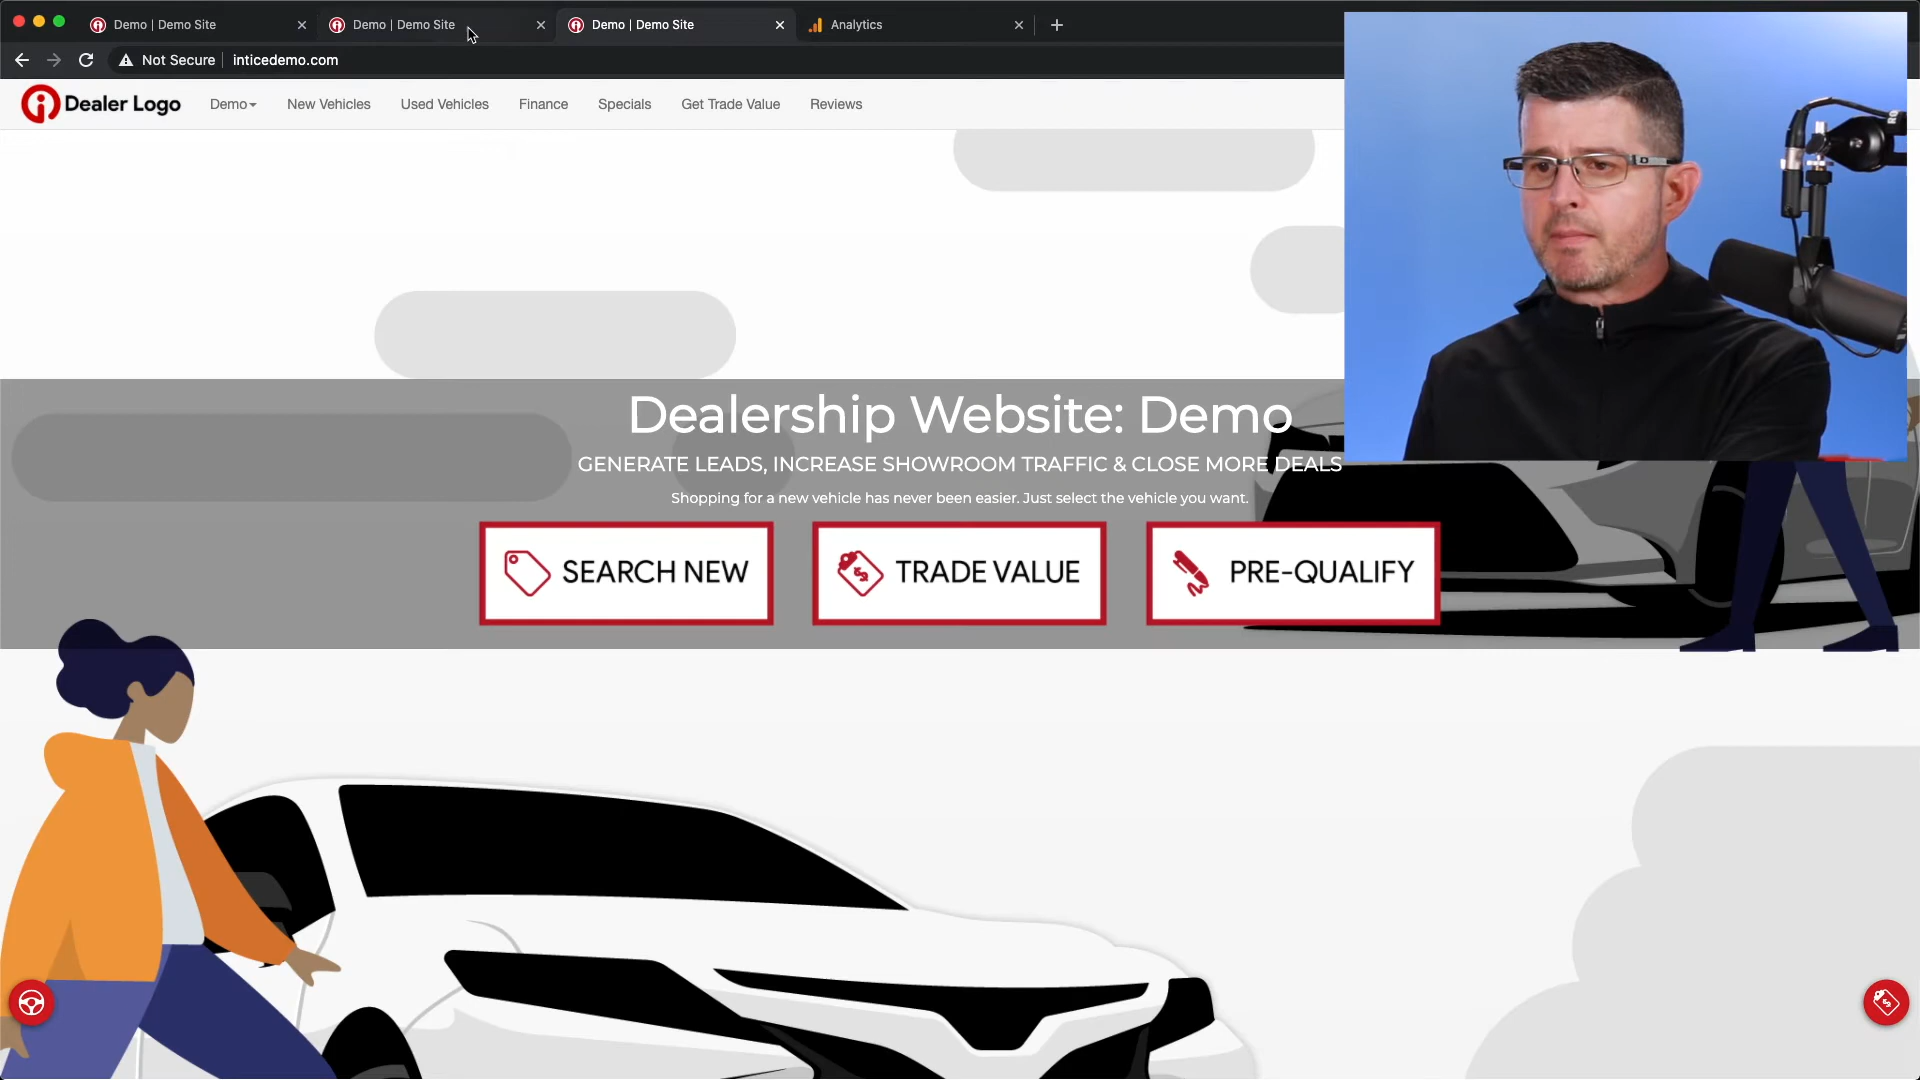 Demo | Demo Site
Demo | Demo Site
Demo | Demo Site
Analytics
Not Secure
inticedemo.com
Dealer Logo
Demo
New Vehicles
Used Vehicles
Finance
Specials
Get Trade Value
Reviews
Dealership Website: Demo
GENERATE LEADS, INCREASE SHOWROOM TRAFFIC & CLOSE MORE DEALS
Shopping for a new vehicle has never been easier. Just select the vehicle you want.
SEARCH NEW
TRADE VALUE
PRE-QUALIFY